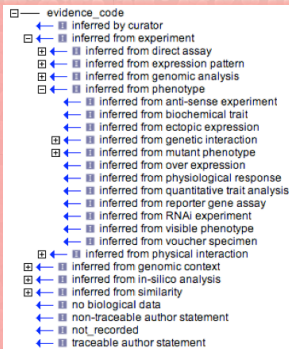 evidence_code
inferred by curator
inferred from experiment
inferred from direct assay
inferred from expression pattern
inferred from genomic analysis
inferred from phenotype
inferred from anti-sense experiment
inferred from biochemical trait
inferred from ectopic expression
inferred from genetic interaction
inferred from mutant phenotype
inferred from over expression
inferred from physiological response
inferred from quantitative trait analysis
inferred from reporter gene assay
inferred from RNAi experiment
inferred from visible phenotype
inferred from voucher specimen
inferred from physical interaction
inferred from genomic context
inferred from in-silico analysis
inferred from similarity
no biological data
non-traceable author statement
not_recorded
traceable author statement